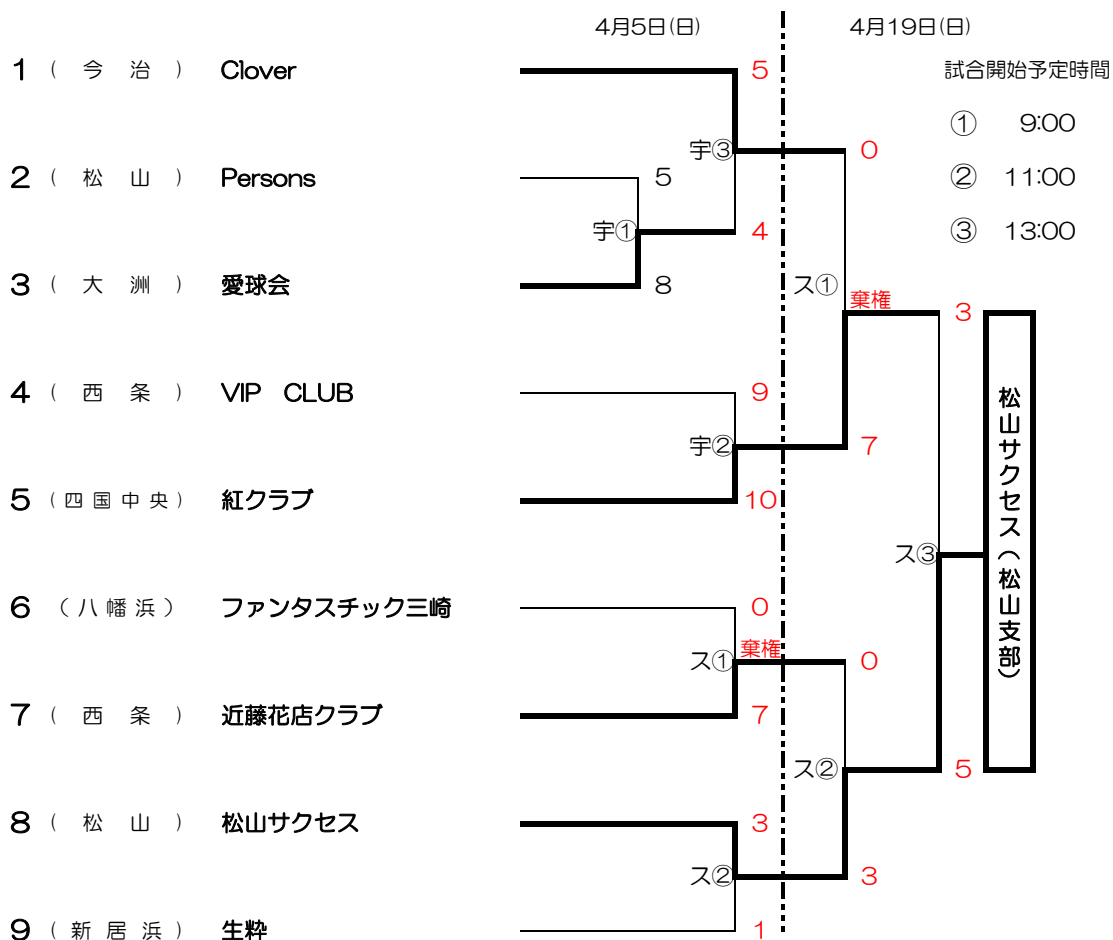 4月5日(日) 4月19日(日)
1 ( 今 治 ) Clover 5 試合開始予定時間
① 9:00
宇③ 0
2 ( 松 山 ) Persons 5 ② 11:00
宇① 4 ③ 13:00
3 ( 大 洲 ) 愛球会 8 ス①
棄権 3
4 ( 西 条 ) VIP CLUB 9
宇② 7
5 (四国中央) 紅クラブ 10
松山サクセス(松山支部)
ス③
6 (八幡浜) ファンタスチック三崎 0
ス① 棄権 0
7 ( 西 条 ) 近藤花店クラブ 7
ス② 5
8 ( 松 山 ) 松山サクセス 3
ス② 3
9 ( 新 居 浜 ) 生粋 1